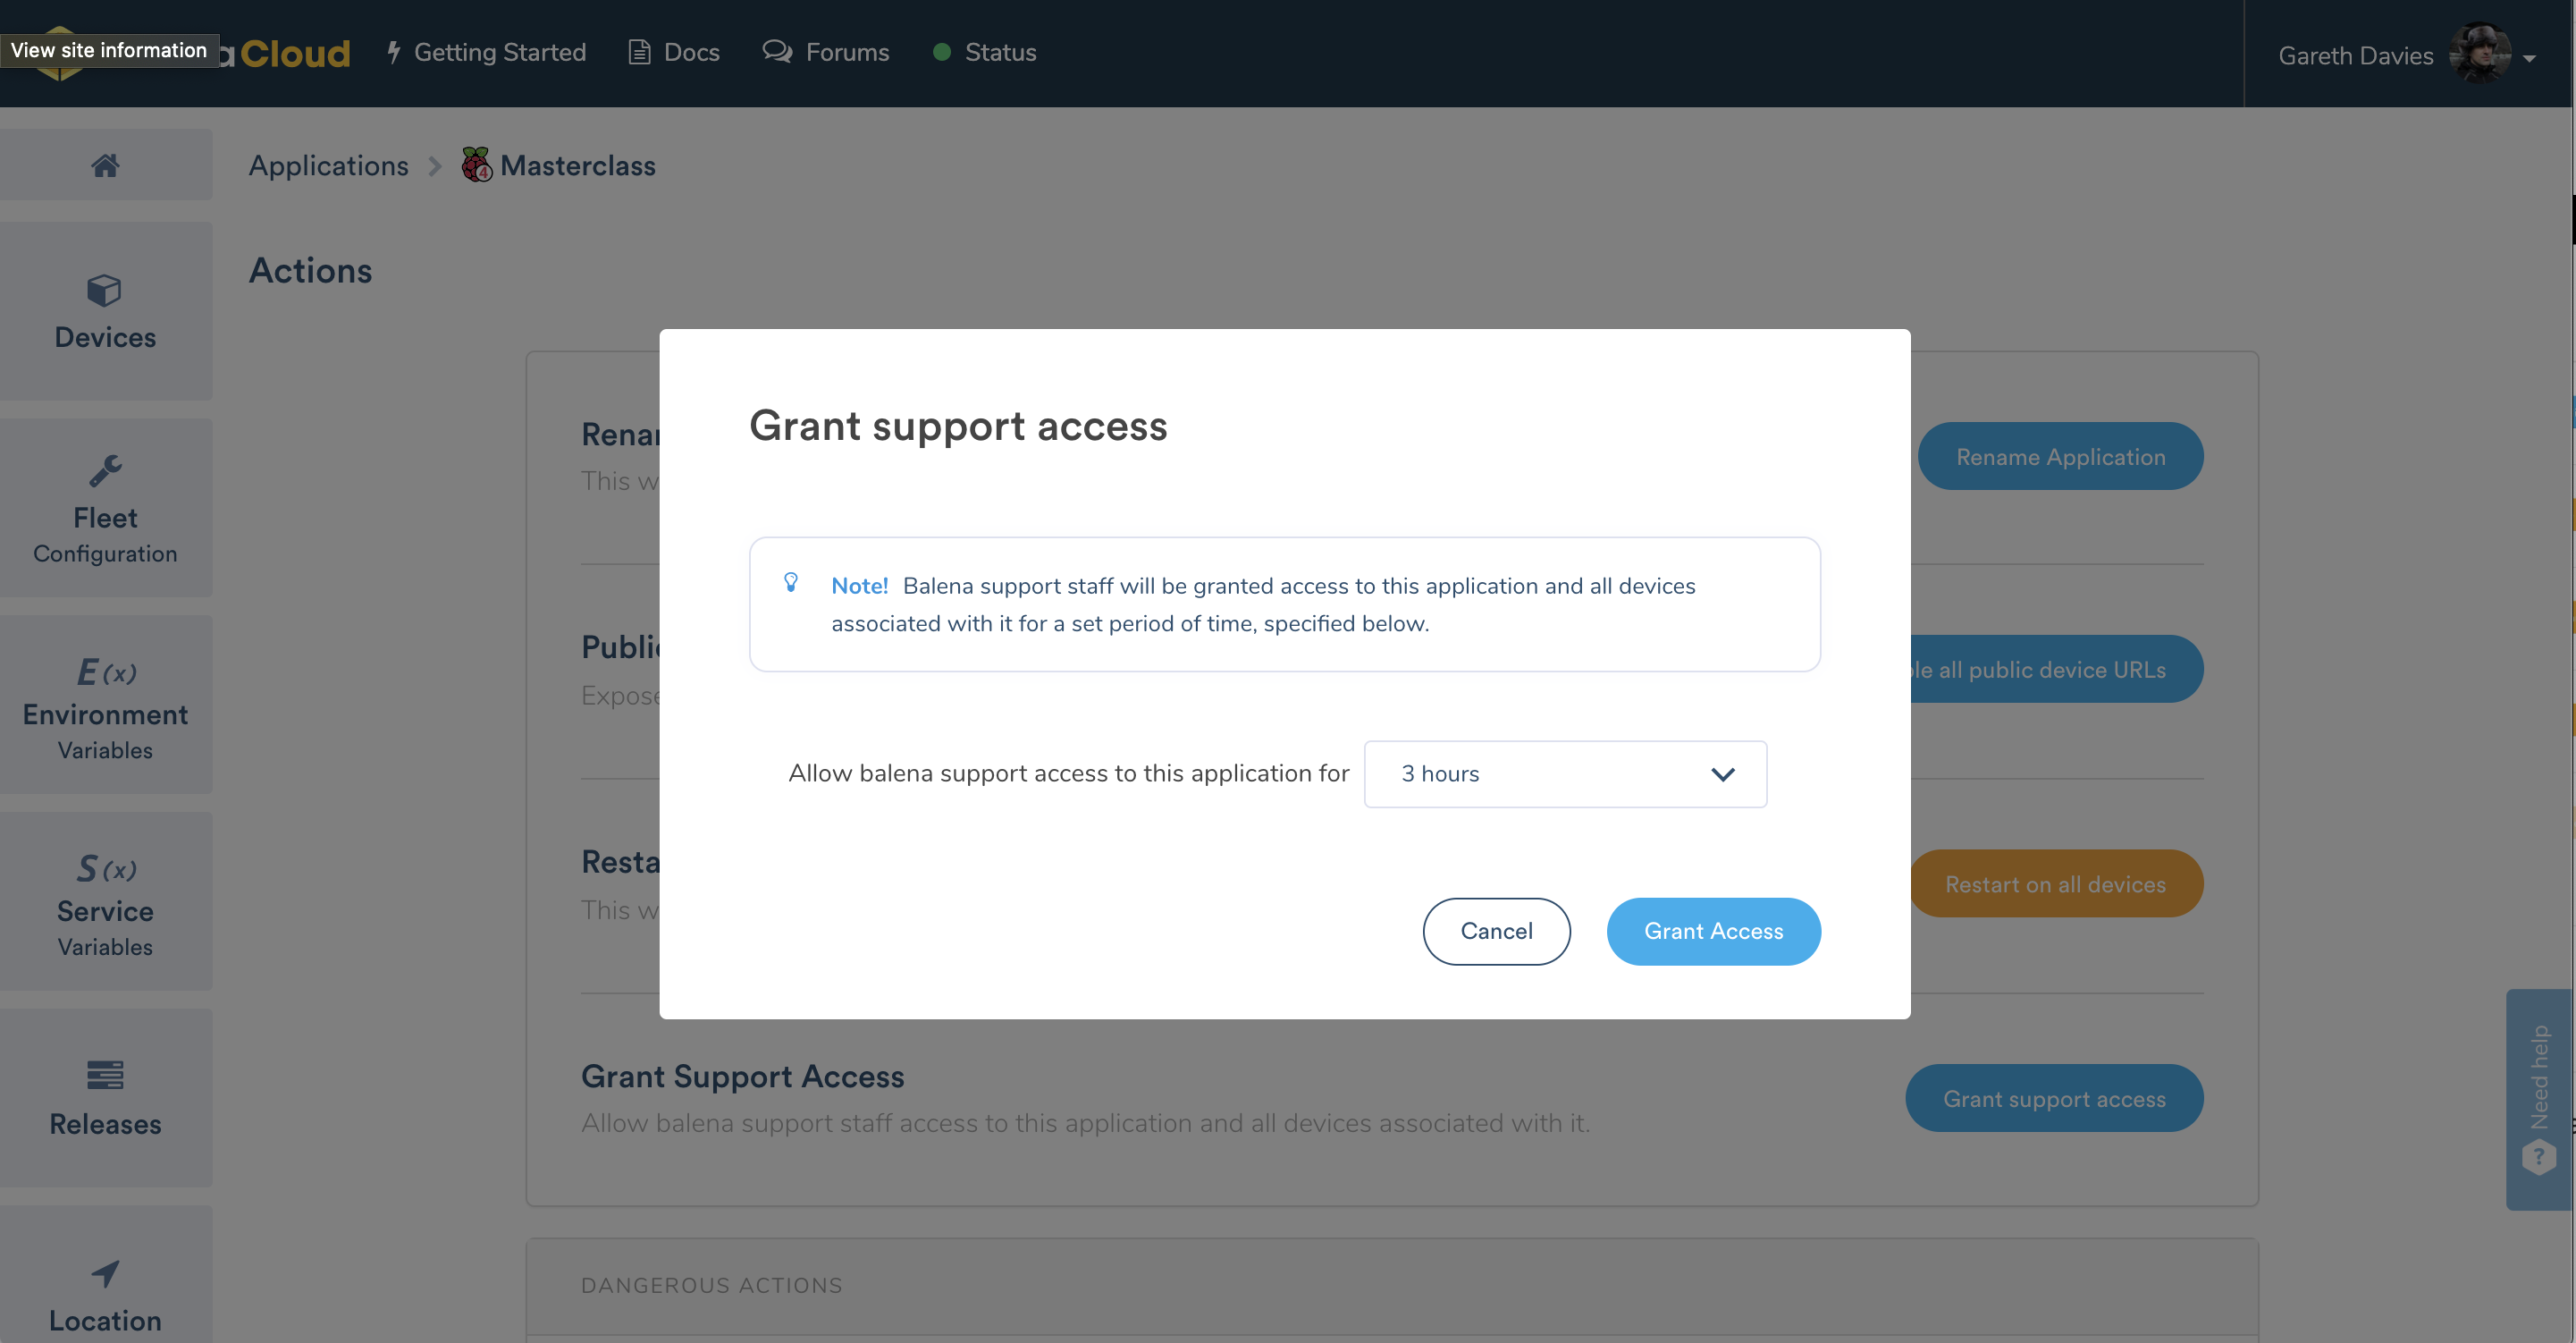 View site information
Cloud
Getting Started
Docs
Forums
Status
Gareth Davies
Applications
4
Masterclass
Devices
Fleet
Configuration
E(x)
Environment
Variables
S(x)
Service
Variables
Releases
Location
Actions
This
Rename Application
ble all public device URLs
This
Restart on all devices
Grant support access
Note! Balena support staff will be granted access to this application and all devices
associated with it for a set period of time, specified below.
Allow balena support access to this application for
3 hours
Cancel
Grant Access
Grant Support Access
Allow balena support staff access to this application and all devices associated with it.
Grant support access
DANGEROUS ACTIONS
Need help
?